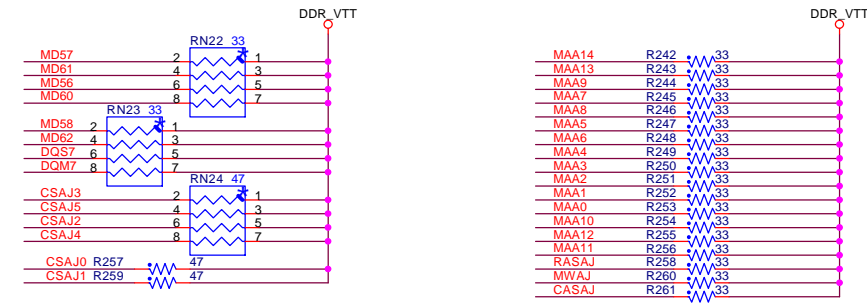 DDR_VTT
RN22 33
MD57 2 1
MD61 4 3
MD56 6 5
MD60 8 7
RN23 33
MD58 2 1
MD62 4 3
DQS7 6 5
DQM7 8 7
RN24 47
CSAJ3 2 1
CSAJ5 4 3
CSAJ2 6 5
CSAJ4 8 7
CSAJ0 R257 47
CSAJ1 R259 47
DDR_VTT
MAA14 R242 33
MAA13 R243 33
MAA9 R244 33
MAA7 R245 33
MAA8 R246 33
MAA5 R247 33
MAA6 R248 33
MAA4 R249 33
MAA3 R250 33
MAA2 R251 33
MAA1 R252 33
MAA0 R253 33
MAA10 R254 33
MAA12 R255 33
MAA11 R256 33
RASAJ R258 33
MWAJ R260 33
CASAJ R261 33